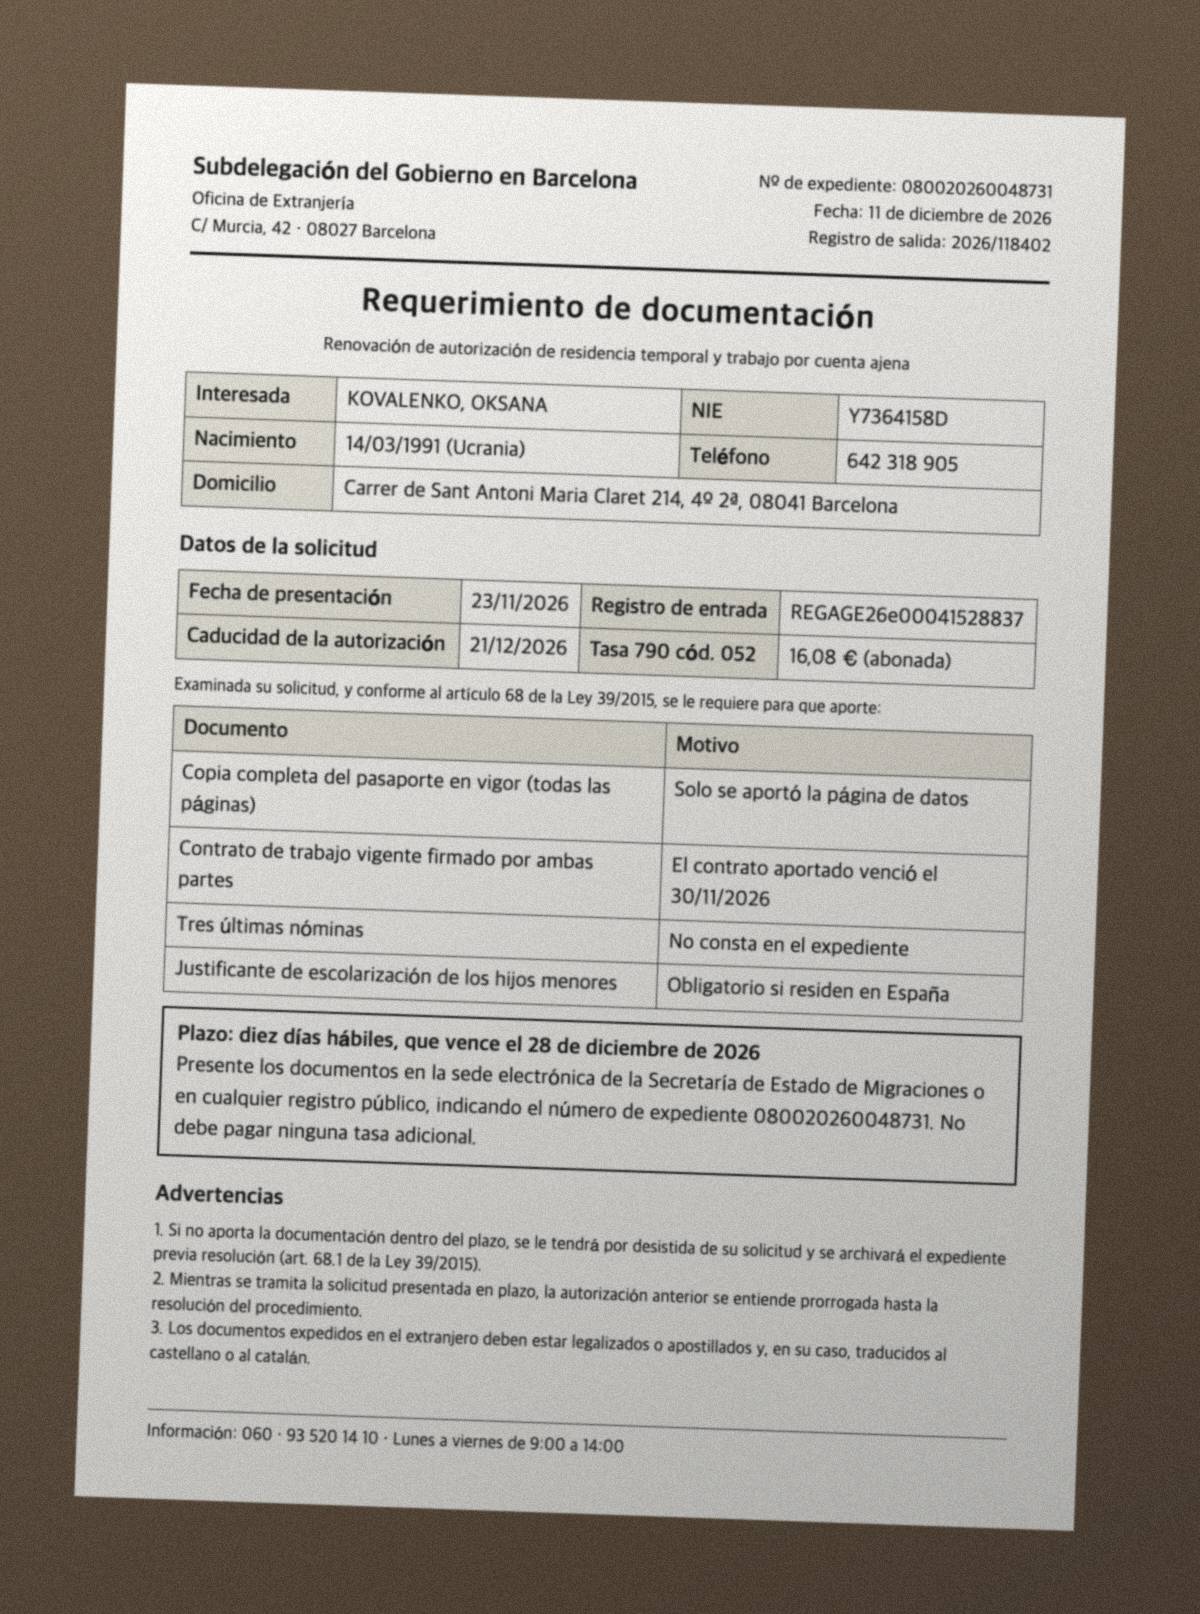 Subdelegación del Gobierno en Barcelona
Oficina de Extranjería
C/ Murcia, 42 · 08027 Barcelona
Nº de expediente: 080020260048731
Fecha: 11 de diciembre de 2026
Registro de salida: 2026/118402
Requerimiento de documentación
Renovación de autorización de residencia temporal y trabajo por cuenta ajena
Interesada KOVALENKO, OKSANA NIE Y7364158D
Nacimiento 14/03/1991 (Ucrania) Teléfono 642 318 905
Domicilio Carrer de Sant Antoni Maria Claret 214, 4º 2ª, 08041 Barcelona
Datos de la solicitud
Fecha de presentación 23/11/2026 Registro de entrada REGAGE26e00041528837
Caducidad de la autorización 21/12/2026 Tasa 790 cód. 052 16,08 € (abonada)
Examinada su solicitud, y conforme al artículo 68 de la Ley 39/2015, se le requiere para que aporte:
Documento Motivo
Copia completa del pasaporte en vigor (todas las
páginas)
Solo se aportó la página de datos
Contrato de trabajo vigente firmado por ambas
partes
El contrato aportado venció el
30/11/2026
Tres últimas nóminas No consta en el expediente
Justificante de escolarización de los hijos menores Obligatorio si residen en España
Plazo: diez días hábiles, que vence el 28 de diciembre de 2026
Presente los documentos en la sede electrónica de la Secretaría de Estado de Migraciones o
en cualquier registro público, indicando el número de expediente 080020260048731. No
debe pagar ninguna tasa adicional.
Advertencias
1. Si no aporta la documentación dentro del plazo, se le tendrá por desistida de su solicitud y se archivará el expediente
previa resolución (art. 68.1 de la Ley 39/2015).
2. Mientras se tramita la solicitud presentada en plazo, la autorización anterior se entiende prorrogada hasta la
resolución del procedimiento.
3. Los documentos expedidos en el extranjero deben estar legalizados o apostillados y, en su caso, traducidos al
castellano o al catalán.
Información: 060 · 93 520 14 10 · Lunes a viernes de 9:00 a 14:00